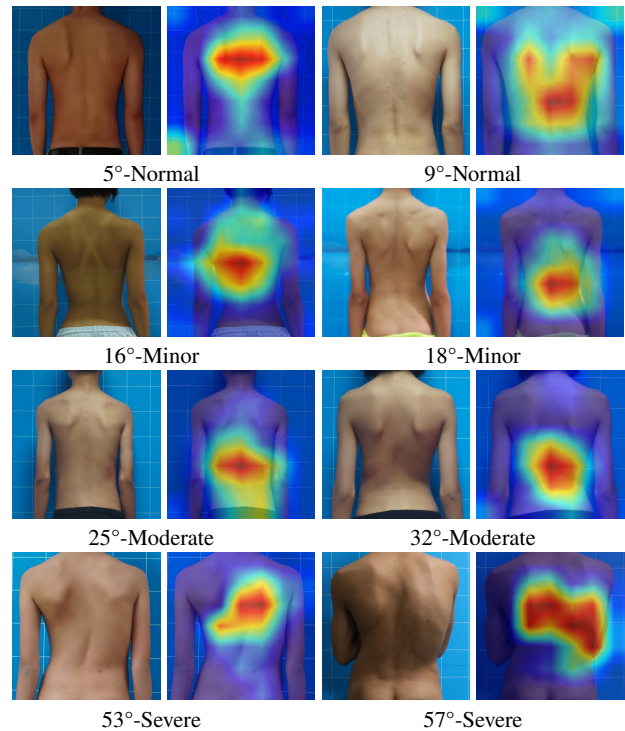 5°-Normal
9°-Normal
16°-Minor
18°-Minor
25°-Moderate
32°-Moderate
53°-Severe
57°-Severe